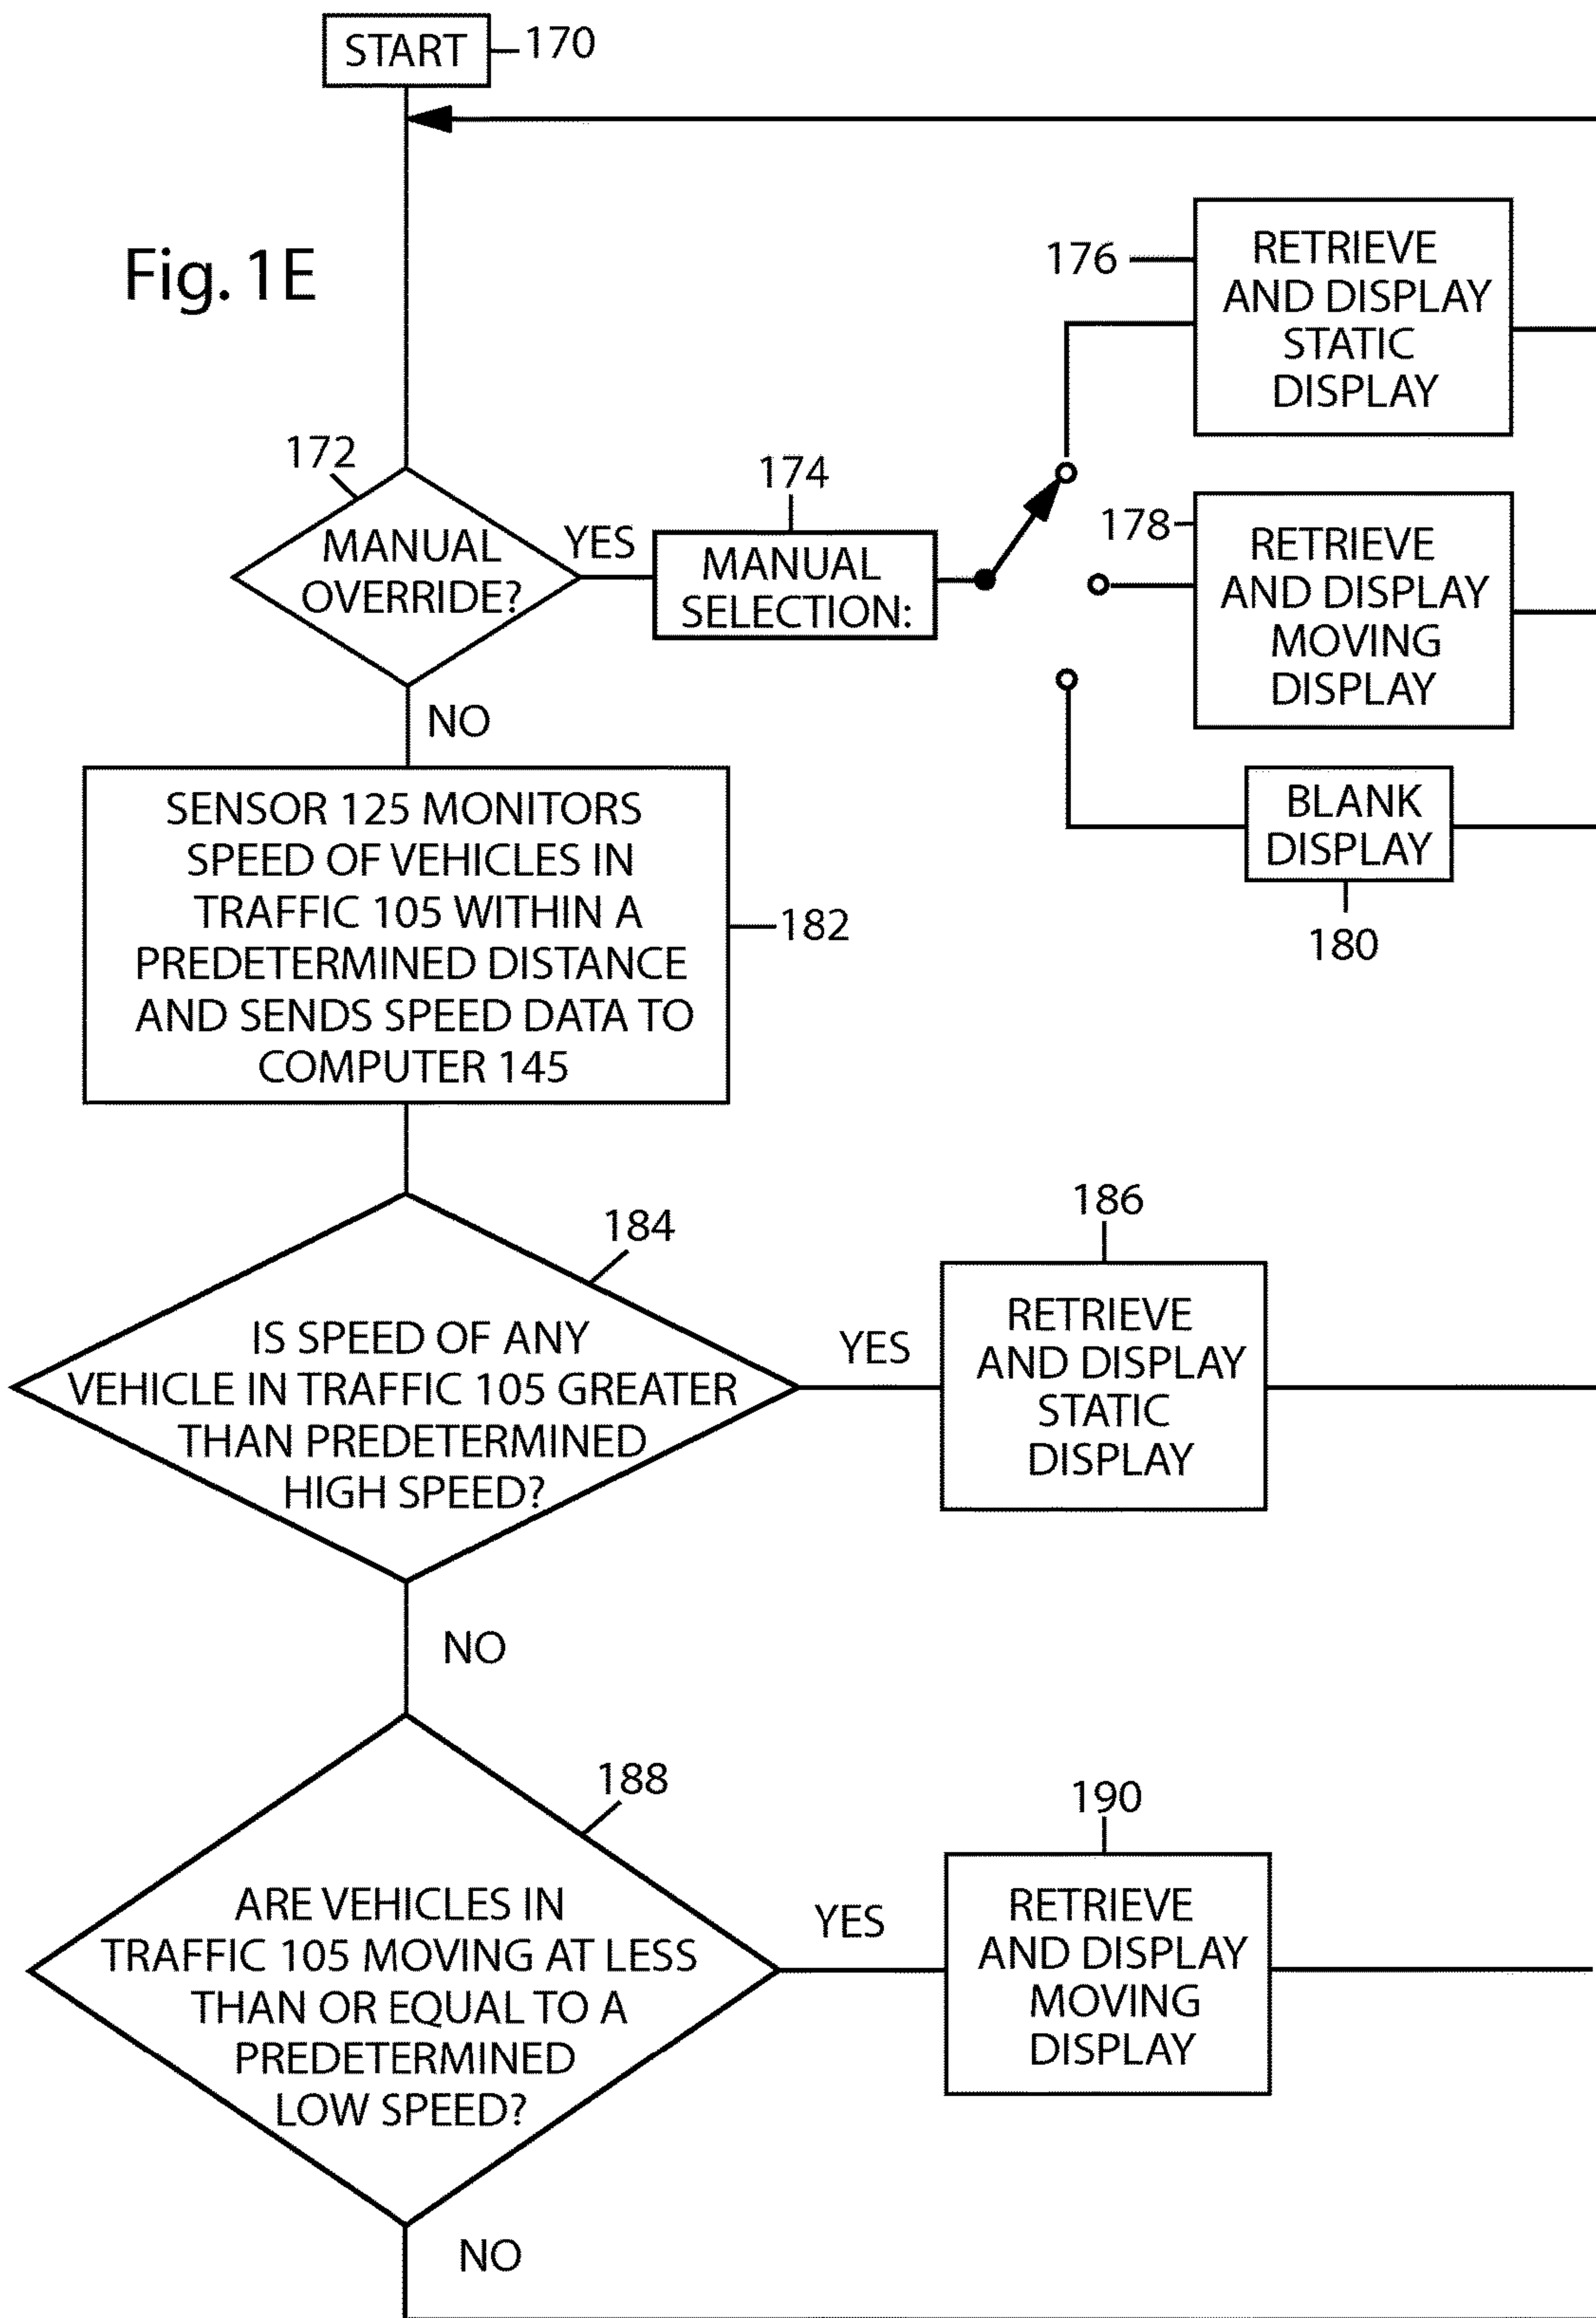 START
170
Fig. 1E
176
RETRIEVE
AND DISPLAY
STATIC
DISPLAY
172
MANUAL
OVERRIDE?
YES
174
MANUAL
SELECTION:
178
RETRIEVE
AND DISPLAY
MOVING
DISPLAY
NO
BLANK
DISPLAY
180
SENSOR 125 MONITORS
SPEED OF VEHICLES IN
TRAFFIC 105 WITHIN A
PREDETERMINED DISTANCE
AND SENDS SPEED DATA TO
COMPUTER 145
182
184
IS SPEED OF ANY
VEHICLE IN TRAFFIC 105 GREATER
THAN PREDETERMINED
HIGH SPEED?
YES
186
RETRIEVE
AND DISPLAY
STATIC
DISPLAY
NO
188
ARE VEHICLES IN
TRAFFIC 105 MOVING AT LESS
THAN OR EQUAL TO A
PREDETERMINED
LOW SPEED?
YES
190
RETRIEVE
AND DISPLAY
MOVING
DISPLAY
NO